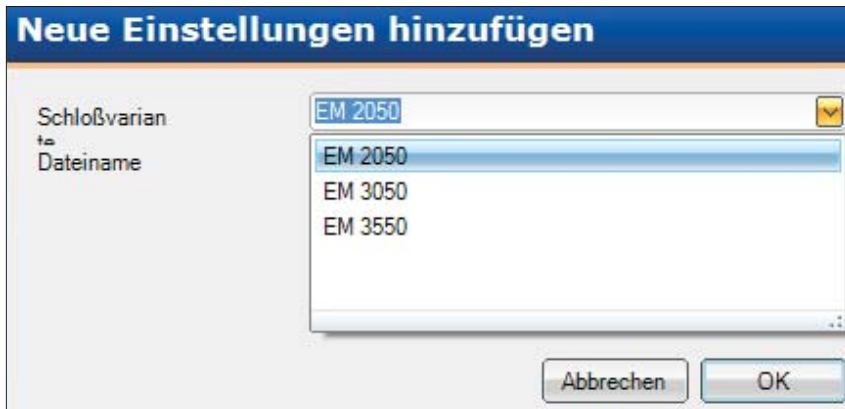 Neue Einstellungen hinzufügen
Schloßvarian
te
Dateiname
EM 2050
EM 2050
EM 3050
EM 3550
Abbrechen
OK